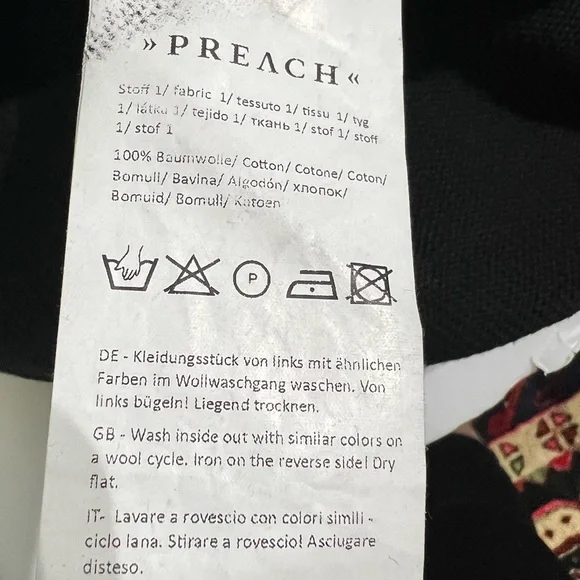 » PREΛCH «
Stoff 1/ fabric 1/ tessuto 1/ tissu 1/ tyg
1/ látka 1/ tejido 1/ ткань 1/ stof 1/ stoff
1/ stof 1
100% Baumwolle/ Cotton/ Cotone/ Coton/
Bomull/ Bavlna/ Algodón/ хлопок/
Bomuld/ Bomull/ Katoen
P
DE - Kleidungsstück von links mit ähnlichen
Farben im Wollwaschgang waschen. Von
links bügeln! Liegend trocknen.
GB - Wash inside out with similar colors on
a wool cycle. Iron on the reverse side! Dry
flat.
IT- Lavare a rovescio con colori simili -
ciclo lana. Stirare a rovescio! Asciugare
disteso.